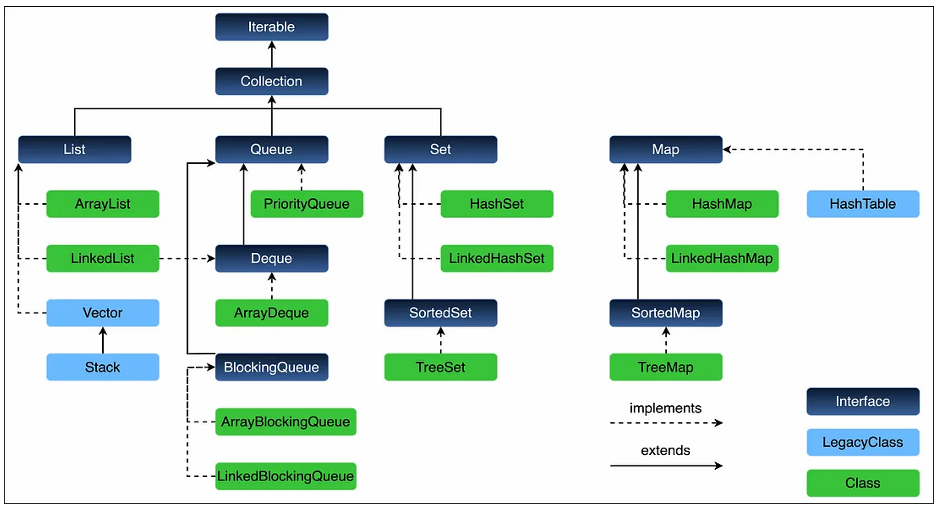 Iterable
Collection
List
Queue
Set
Map
ArrayList
PriorityQueue
HashSet
HashMap
HashTable
LinkedList
Deque
LinkedHashSet
LinkedHashMap
Vector
ArrayDeque
SortedSet
SortedMap
Stack
BlockingQueue
TreeSet
TreeMap
implements
Interface
ArrayBlockingQueue
extends
LegacyClass
LinkedBlockingQueue
Class